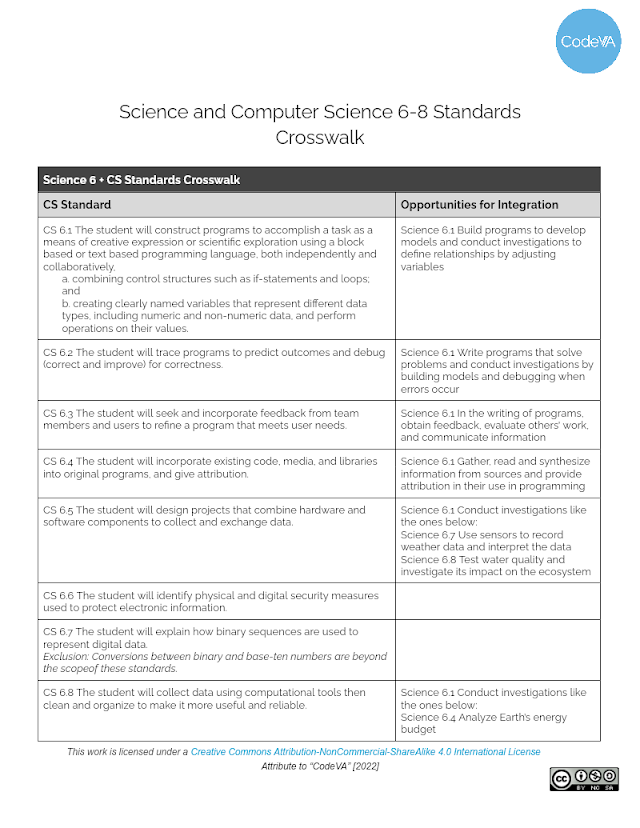 CodeVA
Science and Computer Science 6-8 Standards
Crosswalk
Science 6 + CS Standards Crosswalk
CS Standard
Opportunities for Integration
CS 6.1 The student will construct programs to accomplish a task as a
means of creative expression or scientific exploration using a block
based or text based programming language, both independently and
collaboratively,
a. combining control structures such as if-statements and loops;
and
b. creating clearly named variables that represent different data
types, including numeric and non-numeric data, and perform
operations on their values.
Science 6.1 Build programs to develop
models and conduct investigations to
define relationships by adjusting
variables
CS 6.2 The student will trace programs to predict outcomes and debug
(correct and improve) for correctness.
Science 6.1 Write programs that solve
problems and conduct investigations by
building models and debugging when
errors occur
CS 6.3 The student will seek and incorporate feedback from team
members and users to refine a program that meets user needs.
Science 6.1 In the writing of programs,
obtain feedback, evaluate others' work,
and communicate information
CS 6.4 The student will incorporate existing code, media, and libraries
into original programs, and give attribution.
Science 6.1 Gather, read and synthesize
information from sources and provide
attribution in their use in programming
CS 6.5 The student will design projects that combine hardware and
software components to collect and exchange data.
Science 6.1 Conduct investigations like
the ones below:
Science 6.7 Use sensors to record
weather data and interpret the data
Science 6.8 Test water quality and
investigate its impact on the ecosystem
CS 6.6 The student will identify physical and digital security measures
used to protect electronic information.
CS 6.7 The student will explain how binary sequences are used to
represent digital data.
Exclusion: Conversions between binary and base-ten numbers are beyond
the scopeof these standards.
CS 6.8 The student will collect data using computational tools then
clean and organize to make it more useful and reliable.
Science 6.1 Conduct investigations like
the ones below:
Science 6.4 Analyze Earth's energy
budget
This work is licensed under a Creative Commons Attribution-NonCommercial-ShareAlike 4.0 International License
Attribute to "CodeVA" [2022]
cc
BY NC SA